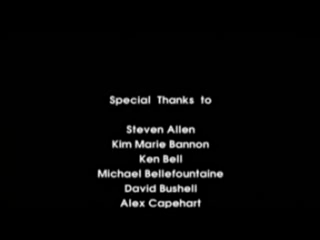 Special Thanks to
Steven Allen
Kim Marie Bannon
Ken Bell
Michael Bellefountaine
David Bushell
Alex Capehart